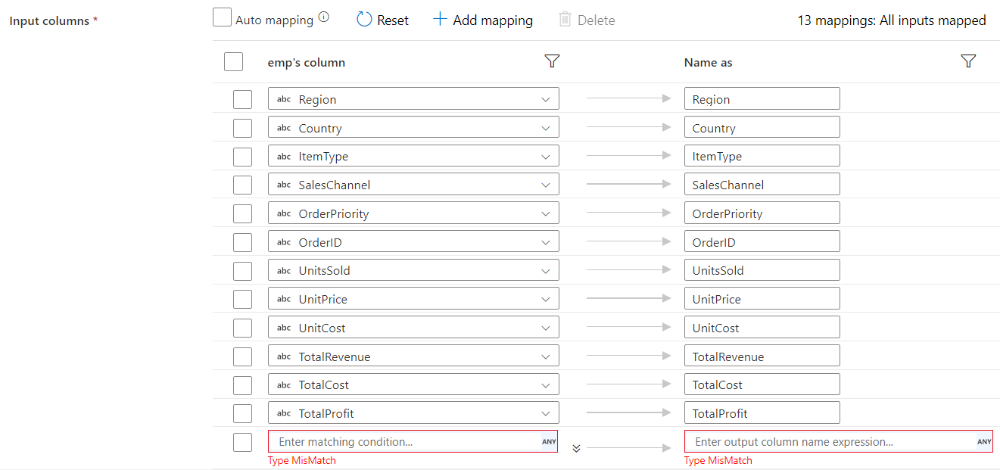 Input columns *
Auto mapping
Reset
Add mapping
Delete
13 mappings: All inputs mapped
emp's column
Name as
abc Region
Region
abc Country
Country
abc ItemType
ItemType
abc SalesChannel
SalesChannel
abc OrderPriority
OrderPriority
abc OrderID
OrderID
abc UnitsSold
UnitsSold
abc UnitPrice
UnitPrice
abc UnitCost
UnitCost
abc TotalRevenue
TotalRevenue
abc TotalCost
TotalCost
abc TotalProfit
TotalProfit
Enter matching condition... ANY
Enter output column name expression... ANY
Type MisMatch
Type MisMatch